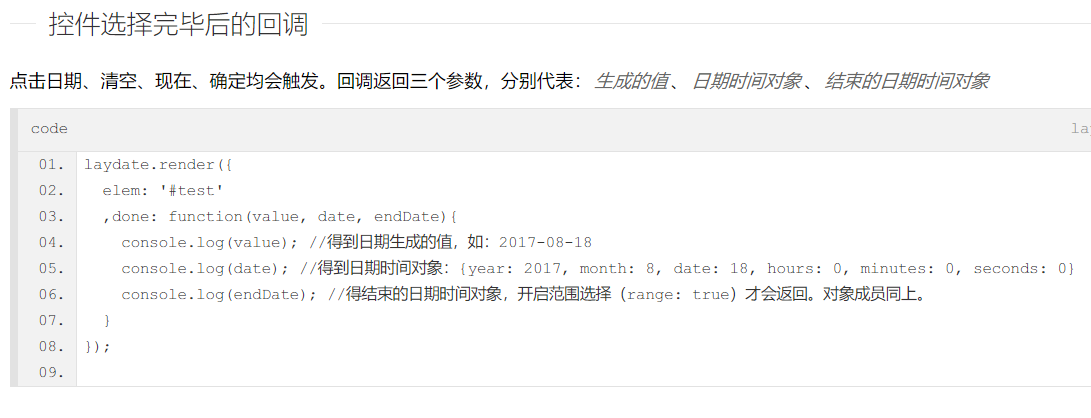 控件选择完毕后的回调
点击日期、清空、现在、确定均会触发。回调返回三个参数，分别代表：生成的值、日期时间对象、结束的日期时间对象
code
la
01. laydate.render({
02.   elem: '#test'
03.   ,done: function(value, date, endDate){
04.     console.log(value); //得到日期生成的值，如：2017-08-18
05.     console.log(date); //得到日期时间对象：{year: 2017, month: 8, date: 18, hours: 0, minutes: 0, seconds: 0}
06.     console.log(endDate); //得结束的日期时间对象，开启范围选择（range: true）才会返回。对象成员同上。
07.   }
08. });
09.